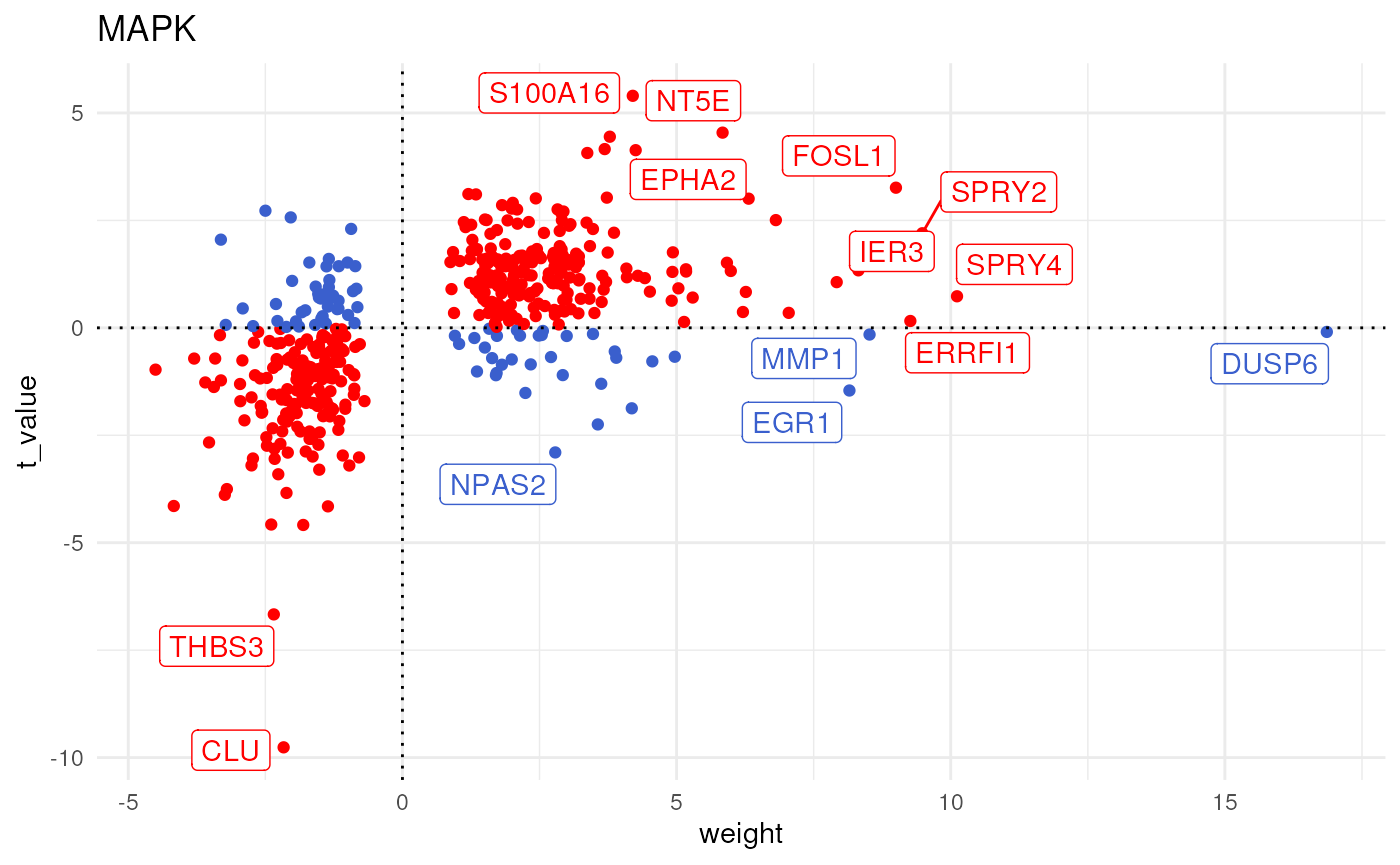 MAPK
S100A16
NT5E
5
FOSL1
EPHA2
SPRY2
IER3
SPRY4
0
ERRFI1
MMP1
DUSP6
EGR1
t_value
NPAS2
-5
THBS3
CLU
-10
-5 0 5 10 15
weight